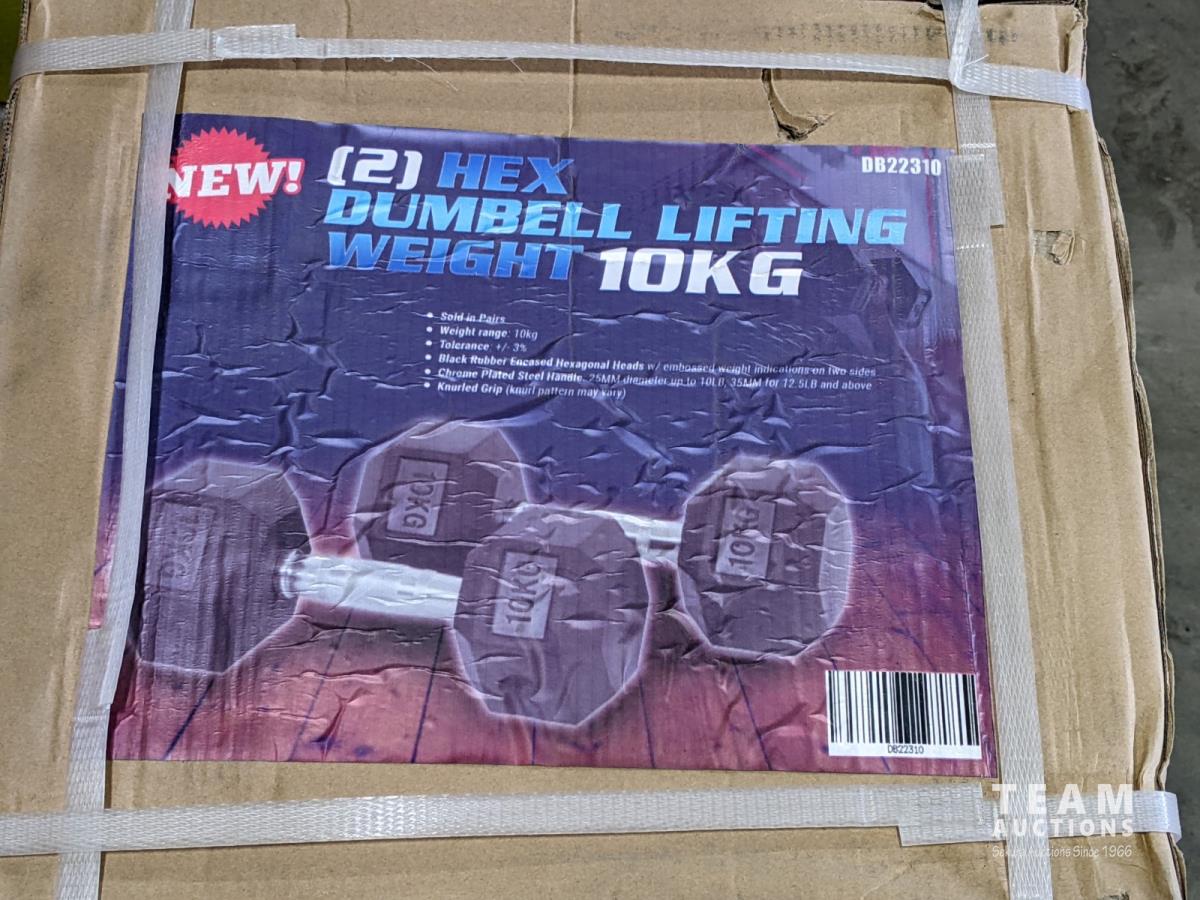 NEW!
(2) HEX
DUMBELL LIFTING
WEIGHT 10KG
DB22310
• Sold in Pairs
• Weight range: 10kg
• Tolerance: +/- 3%
• Black Rubber Encased Hexagonal Heads w/ embossed weight indications on two sides
• Chrome Plated Steel Handle: 25MM diameter up to 10LB, 35MM for 12.5LB and above
• Knurled Grip (knurl pattern may vary)
10KG
10KG
10KG
10KG
DB22310
TEAM
AUCTIONS
Auctions Since 1966